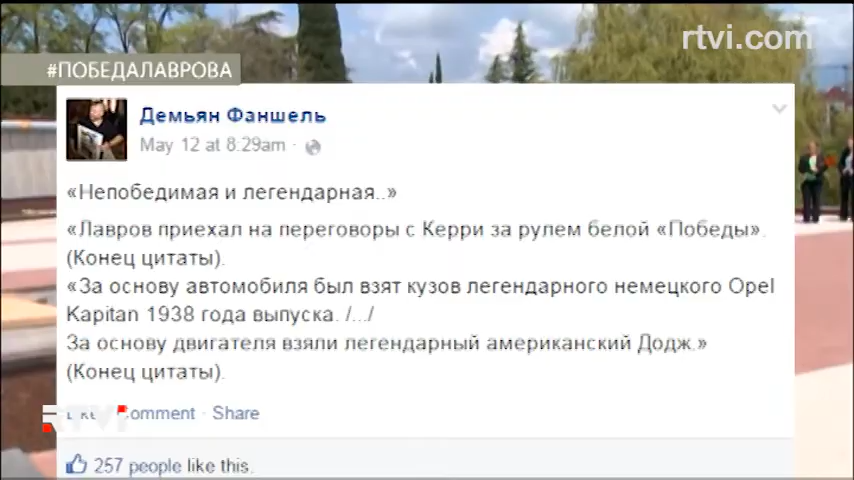 rtvi.com
#ПОБЕДАЛАВРОВА
Демьян Фаншель
May 12 at 8:29am ·
«Непобедимая и легендарная..»
«Лавров приехал на переговоры с Керри за рулем белой «Победы».
(Конец цитаты).
«За основу автомобиля был взят кузов легендарного немецкого Opel
Kapitan 1938 года выпуска. /.../
За основу двигателя взяли легендарный американский Додж.»
(Конец цитаты).
Comment · Share
RTVi
257 people like this.